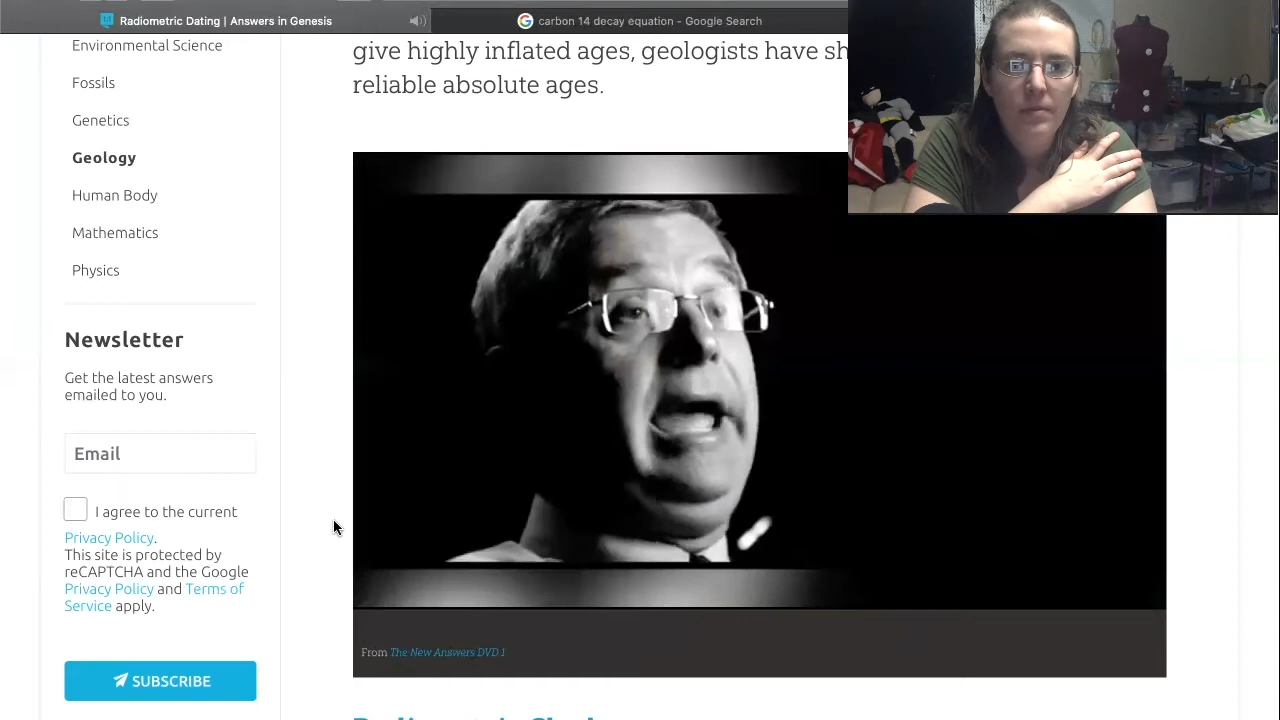 Radiometric Dating | Answers in Genesis
carbon 14 decay equation - Google Search
Environmental Science
Fossils
Genetics
Geology
Human Body
Mathematics
Physics
Newsletter
Get the latest answers
emailed to you.
Email
I agree to the current
Privacy Policy.
This site is protected by
reCAPTCHA and the Google
Privacy Policy and Terms of
Service apply.
SUBSCRIBE
give highly inflated ages, geologists have sh
reliable absolute ages.
From The New Answers DVD 1